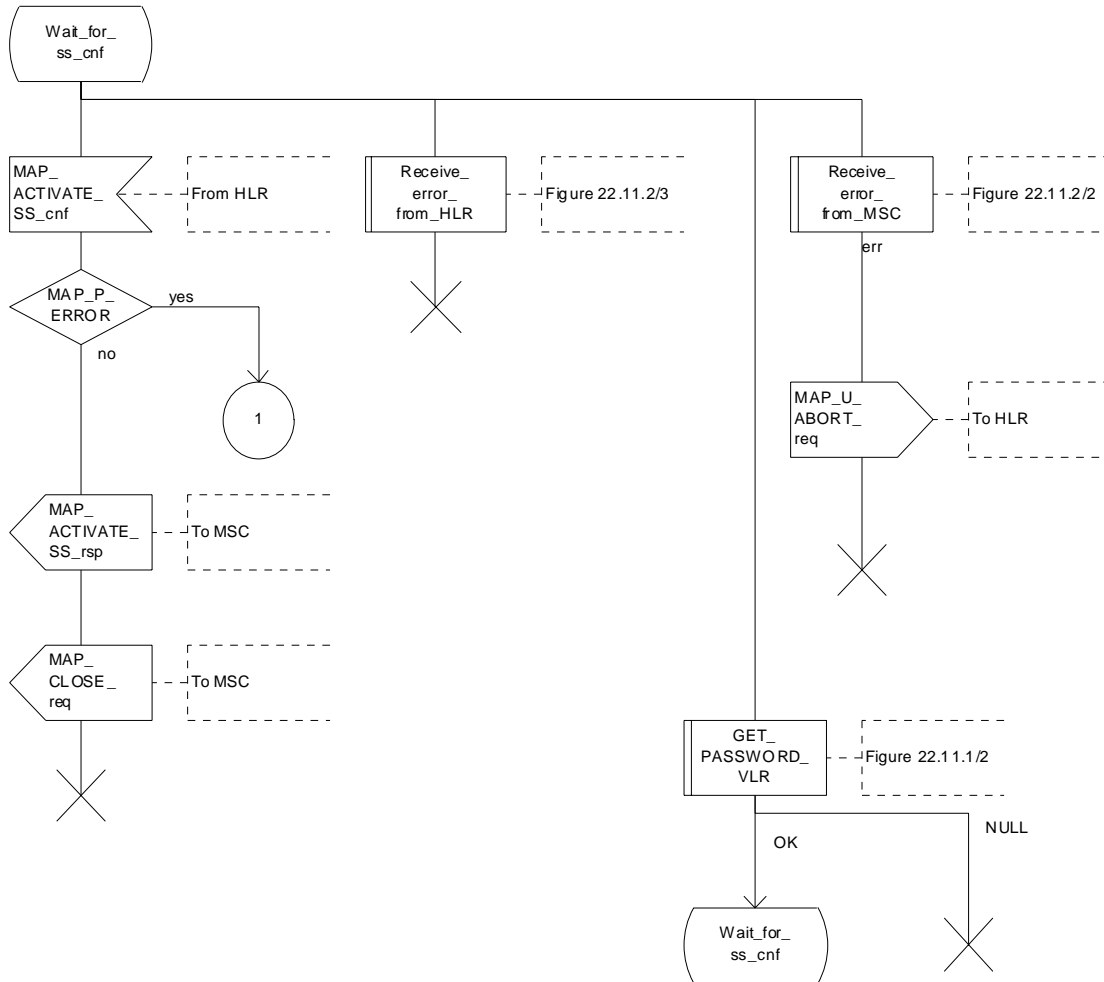 Wait_for_
ss_cnf
MAP_
ACTIVATE_
SS_cnf
From HLR
Receive_
error_
from_HLR
Figure 22.11.2/3
Receive_
error_
from_MSC
Figure 22.11.2/2
err
MAP_P_
ERROR
yes
no
1
MAP_U_
ABORT_
req
To HLR
MAP_
ACTIVATE_
SS_rsp
To MSC
MAP_
CLOSE_
req
To MSC
GET_
PASSWORD_
VLR
Figure 22.11.1/2
OK
NULL
Wait_for_
ss_cnf